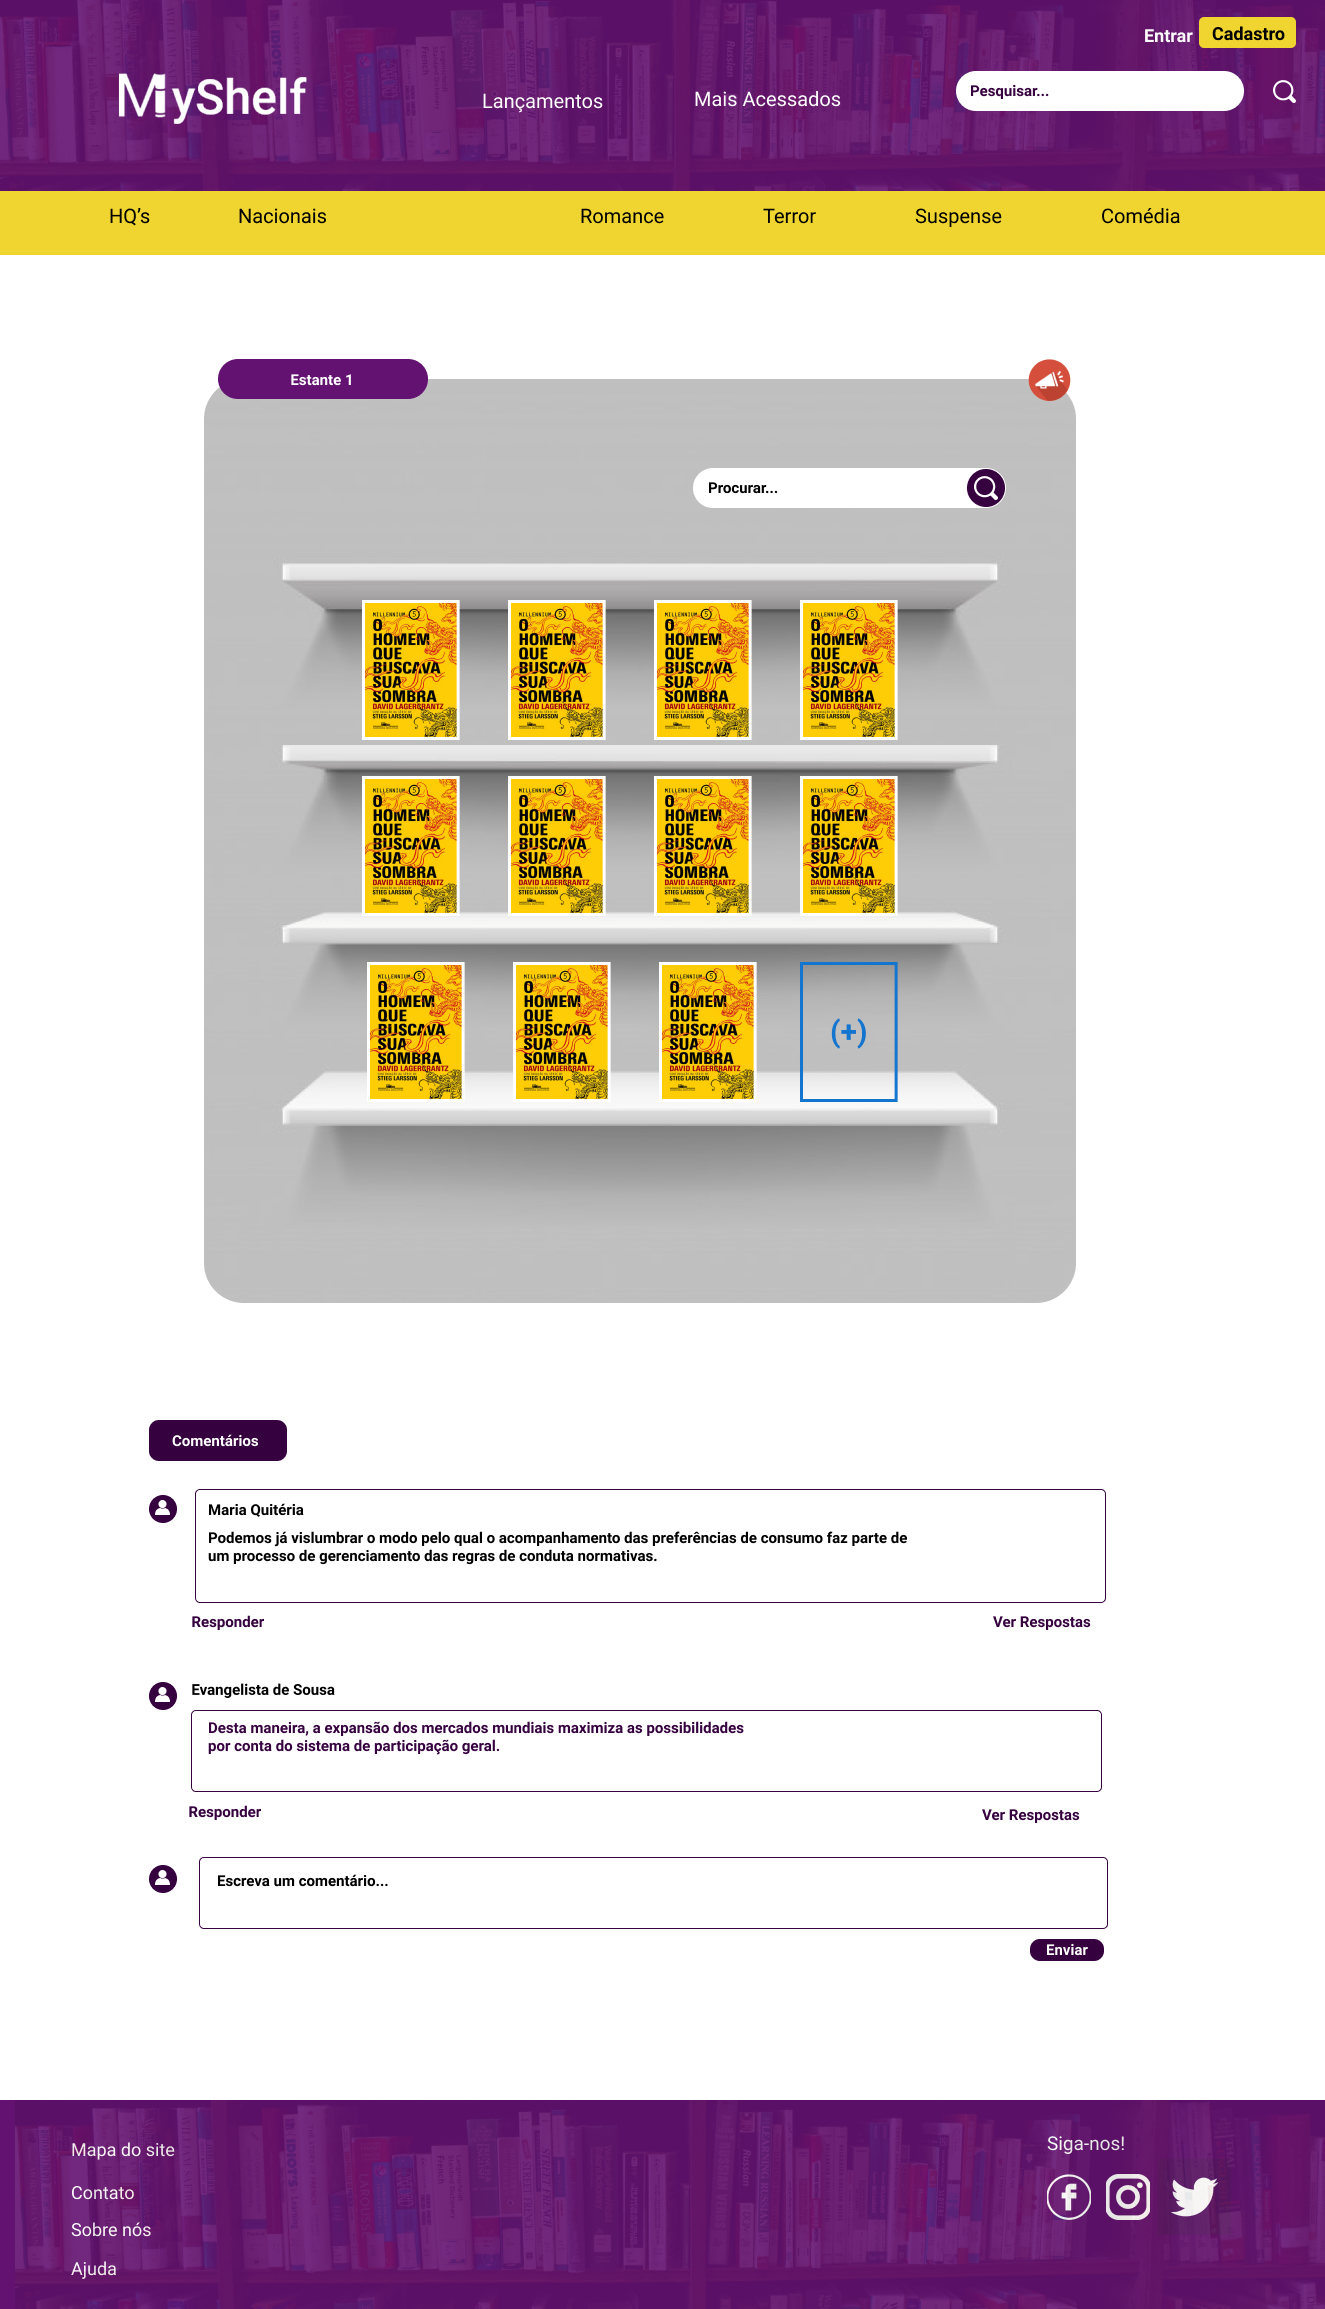 Entrar Cadastro
MyShelf
Lançamentos
Mais Acessados
Pesquisar...
HQ’s
Nacionais
Romance
Terror
Suspense
Comédia
Estante 1
Procurar...
MILLENNIUM 5
O
HOMEM
QUE
BUSCAVA
SUA
SOMBRA
DAVID LAGERCRANTZ
STIEG LARSSON
MILLENNIUM 5
O
HOMEM
QUE
BUSCAVA
SUA
SOMBRA
DAVID LAGERCRANTZ
STIEG LARSSON
MILLENNIUM 5
O
HOMEM
QUE
BUSCAVA
SUA
SOMBRA
DAVID LAGERCRANTZ
STIEG LARSSON
MILLENNIUM 5
O
HOMEM
QUE
BUSCAVA
SUA
SOMBRA
DAVID LAGERCRANTZ
STIEG LARSSON
MILLENNIUM 5
O
HOMEM
QUE
BUSCAVA
SUA
SOMBRA
DAVID LAGERCRANTZ
STIEG LARSSON
MILLENNIUM 5
O
HOMEM
QUE
BUSCAVA
SUA
SOMBRA
DAVID LAGERCRANTZ
STIEG LARSSON
MILLENNIUM 5
O
HOMEM
QUE
BUSCAVA
SUA
SOMBRA
DAVID LAGERCRANTZ
STIEG LARSSON
MILLENNIUM 5
O
HOMEM
QUE
BUSCAVA
SUA
SOMBRA
DAVID LAGERCRANTZ
STIEG LARSSON
MILLENNIUM 5
O
HOMEM
QUE
BUSCAVA
SUA
SOMBRA
DAVID LAGERCRANTZ
STIEG LARSSON
MILLENNIUM 5
O
HOMEM
QUE
BUSCAVA
SUA
SOMBRA
DAVID LAGERCRANTZ
STIEG LARSSON
MILLENNIUM 5
O
HOMEM
QUE
BUSCAVA
SUA
SOMBRA
DAVID LAGERCRANTZ
STIEG LARSSON
(+)
Comentários
Maria Quitéria
Podemos já vislumbrar o modo pelo qual o acompanhamento das preferências de consumo faz parte de
um processo de gerenciamento das regras de conduta normativas.
Responder
Ver Respostas
Evangelista de Sousa
Desta maneira, a expansão dos mercados mundiais maximiza as possibilidades
por conta do sistema de participação geral.
Responder
Ver Respostas
Escreva um comentário...
Enviar
Mapa do site
Contato
Sobre nós
Ajuda
Siga-nos!